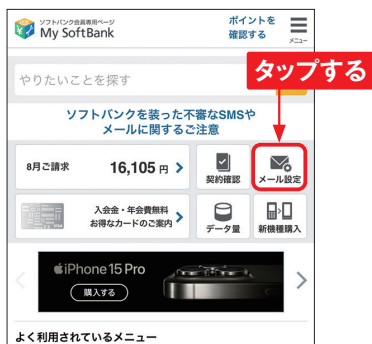 ソフトバンク会員専用ページ
My SoftBank
ポイントを
確認する
メニュー
やりたいことを探す
タップする
ソフトバンクを装った不審なSMSや
メールに関するご注意
8月ご請求
16,105 円
契約確認
メール設定
入会金・年会費無料
お得なカードのご案内
データ量
新機種購入
iPhone 15 Pro
購入する
よく利用されているメニュー